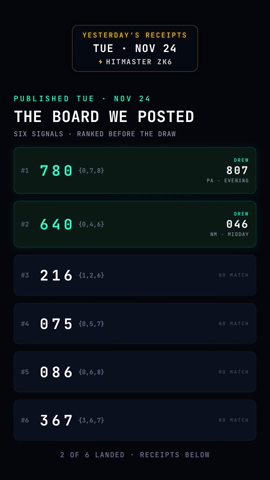 YESTERDAY'S RECEIPTS
TUE · NOV 24
⚡HITMASTER ZK6
PUBLISHED TUE · NOV 24
THE BOARD WE POSTED
SIX SIGNALS · RANKED BEFORE THE DRAW
#1 780 {0,7,8} DREW
807
PA · EVENING
#2 640 {0,4,6} DREW
046
NM · MIDDAY
#3 216 {1,2,6} NO MATCH
#4 075 {0,5,7} NO MATCH
#5 086 {0,6,8} NO MATCH
#6 367 {3,6,7} NO MATCH
2 OF 6 LANDED · RECEIPTS BELOW